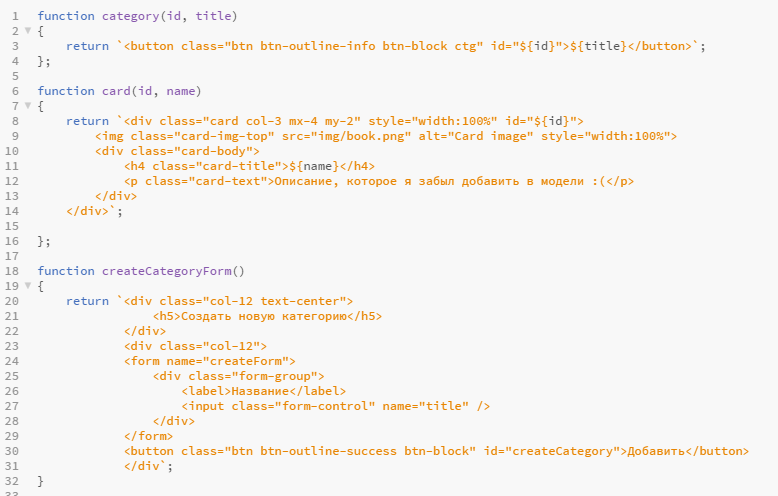 1 function category(id, title)
2 {
3 return `<button class="btn btn-outline-info btn-block ctg" id="${id}">${title}</button>`;
4 };
5
6 function card(id, name)
7 {
8 return `<div class="card col-3 mx-4 my-2" style="width:100%" id="${id}">
9 <img class="card-img-top" src="img/book.png" alt="Card image" style="width:100%">
10 <div class="card-body">
11 <h4 class="card-title">${name}</h4>
12 <p class="card-text">Описание, которое я забыл добавить в модели :(</p>
13 </div>
14 </div>`;
15
16 };
17
18 function createCategoryForm()
19 {
20 return `<div class="col-12 text-center">
21 <h5>Создать новую категорию</h5>
22 </div>
23 <div class="col-12">
24 <form name="createForm">
25 <div class="form-group">
26 <label>Название</label>
27 <input class="form-control" name="title" />
28 </div>
29 </form>
30 <button class="btn btn-outline-success btn-block" id="createCategory">Добавить</button>
31 </div`;
32 }
33